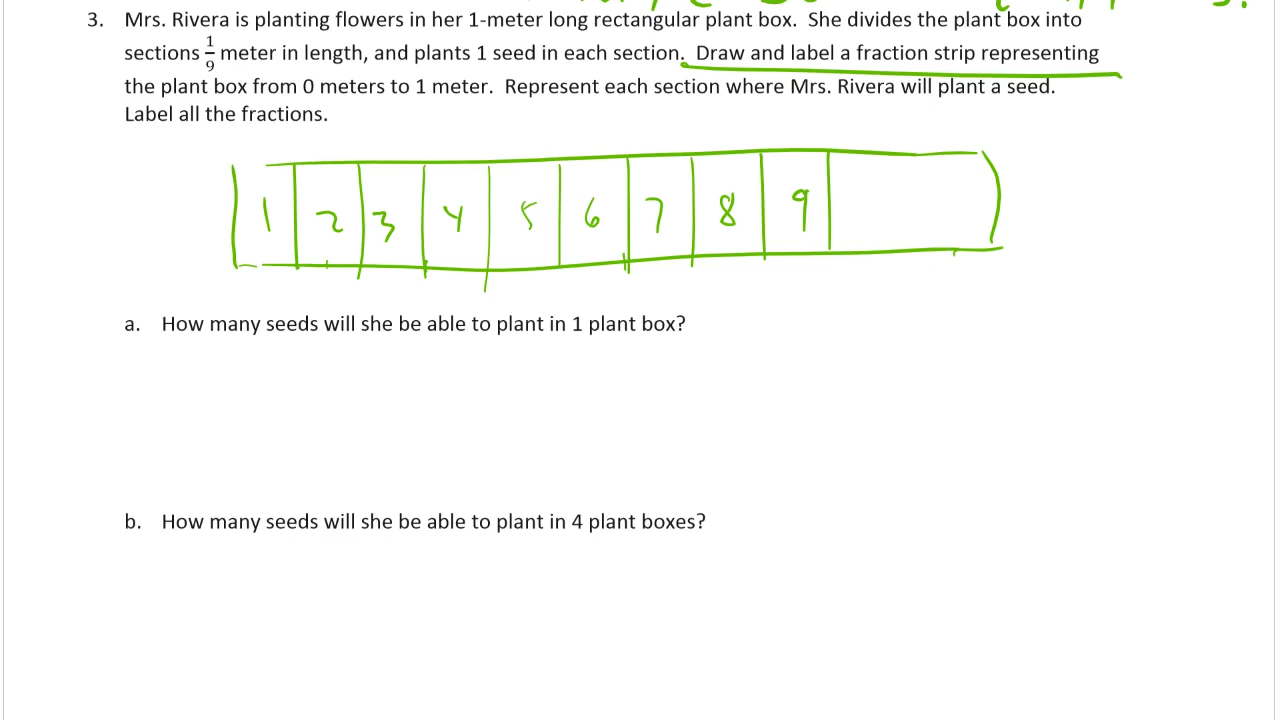 3. Mrs. Rivera is planting flowers in her 1-meter long rectangular plant box. She divides the plant box into
sections 1/9 meter in length, and plants 1 seed in each section. Draw and label a fraction strip representing
the plant box from 0 meters to 1 meter. Represent each section where Mrs. Rivera will plant a seed.
Label all the fractions.
1 2 3 4 5 6 7 8 9
a. How many seeds will she be able to plant in 1 plant box?
b. How many seeds will she be able to plant in 4 plant boxes?